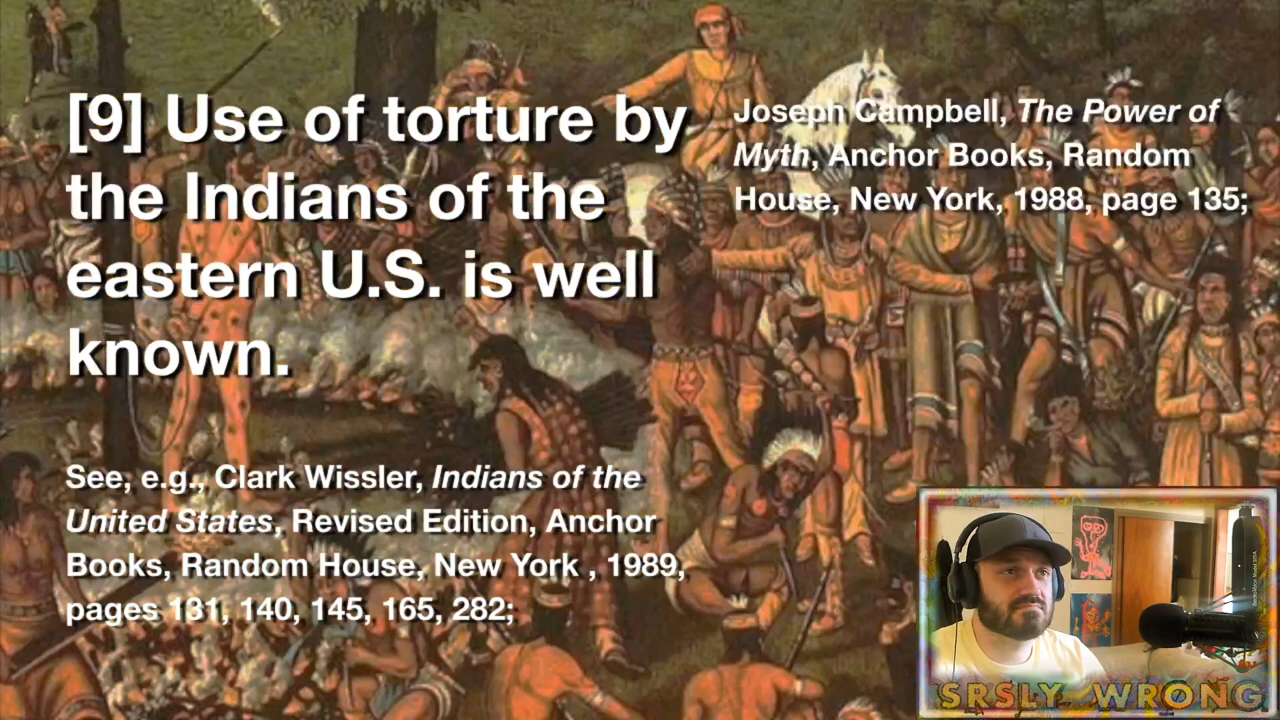 [9] Use of torture by
the Indians of the
eastern U.S. is well
known.
See, e.g., Clark Wissler, Indians of the
United States, Revised Edition, Anchor
Books, Random House, New York , 1989,
pages 131, 140, 145, 165, 282;
Joseph Campbell, The Power of
Myth, Anchor Books, Random
House, New York, 1988, page 135;
SRSLY WRONG